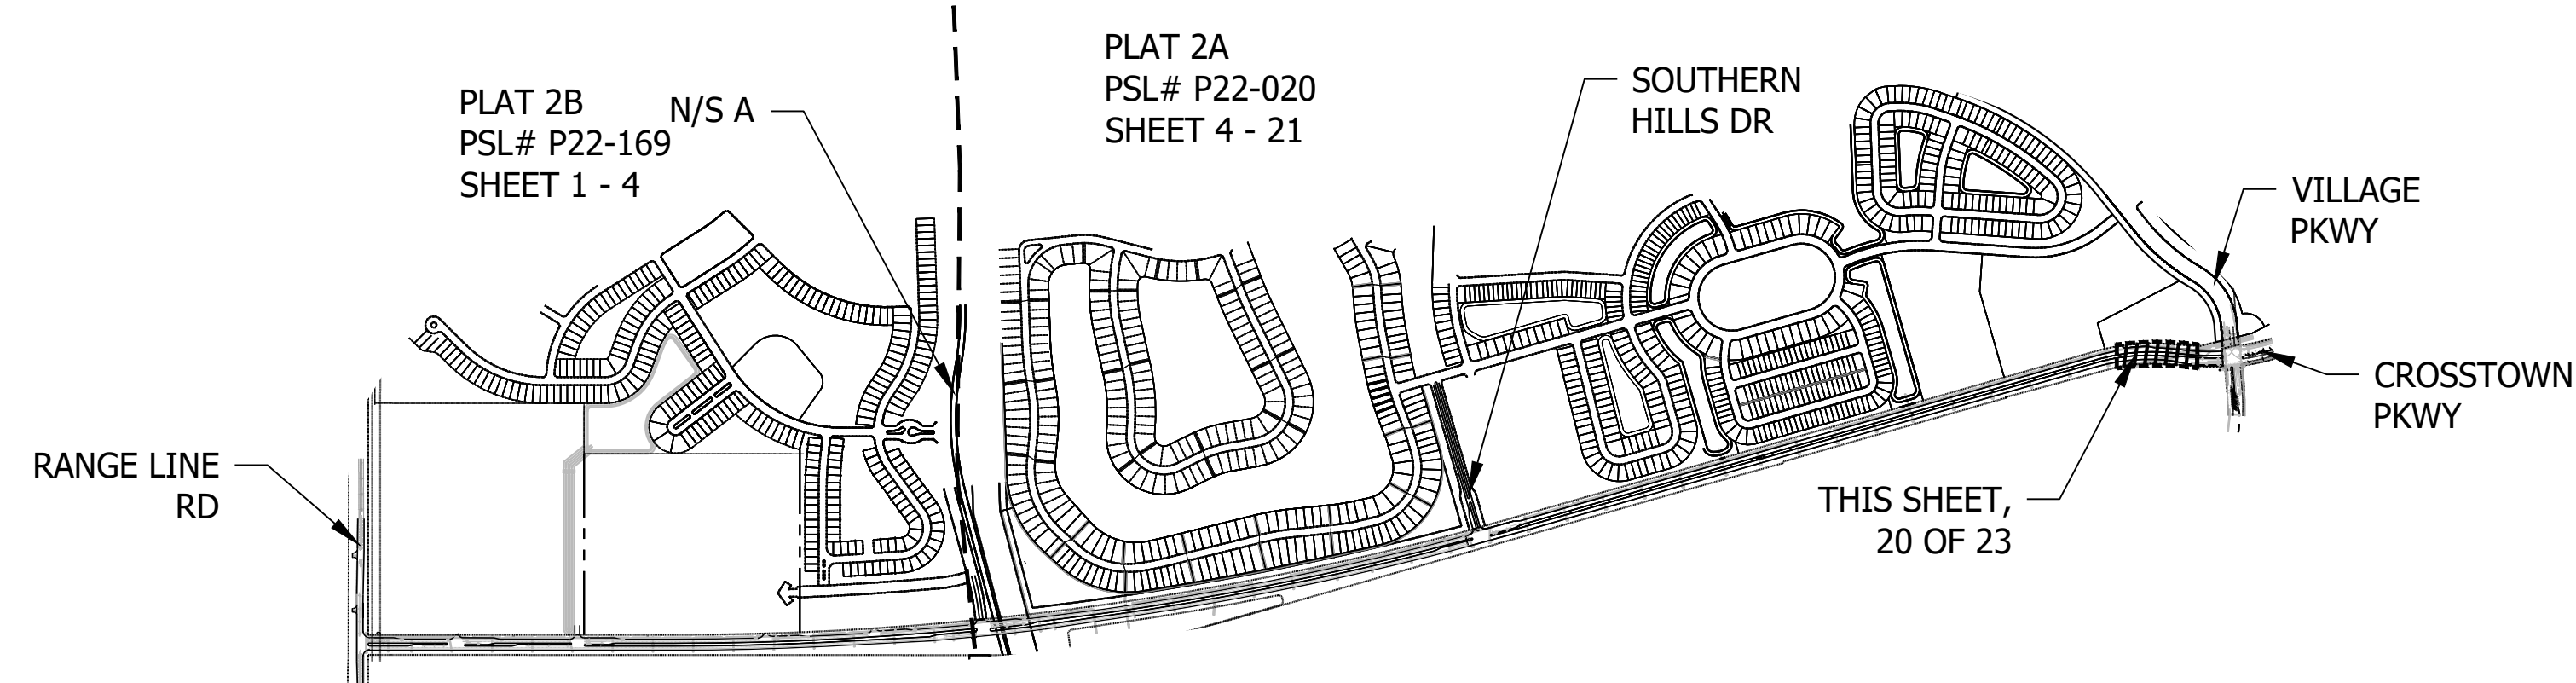 PLAT 2B
PSL# P22-169
SHEET 1 - 4
N/S A
PLAT 2A
PSL# P22-020
SHEET 4 - 21
SOUTHERN
HILLS DR
VILLAGE
PKWY
CROSSTOWN
PKWY
THIS SHEET,
20 OF 23
RANGE LINE
RD